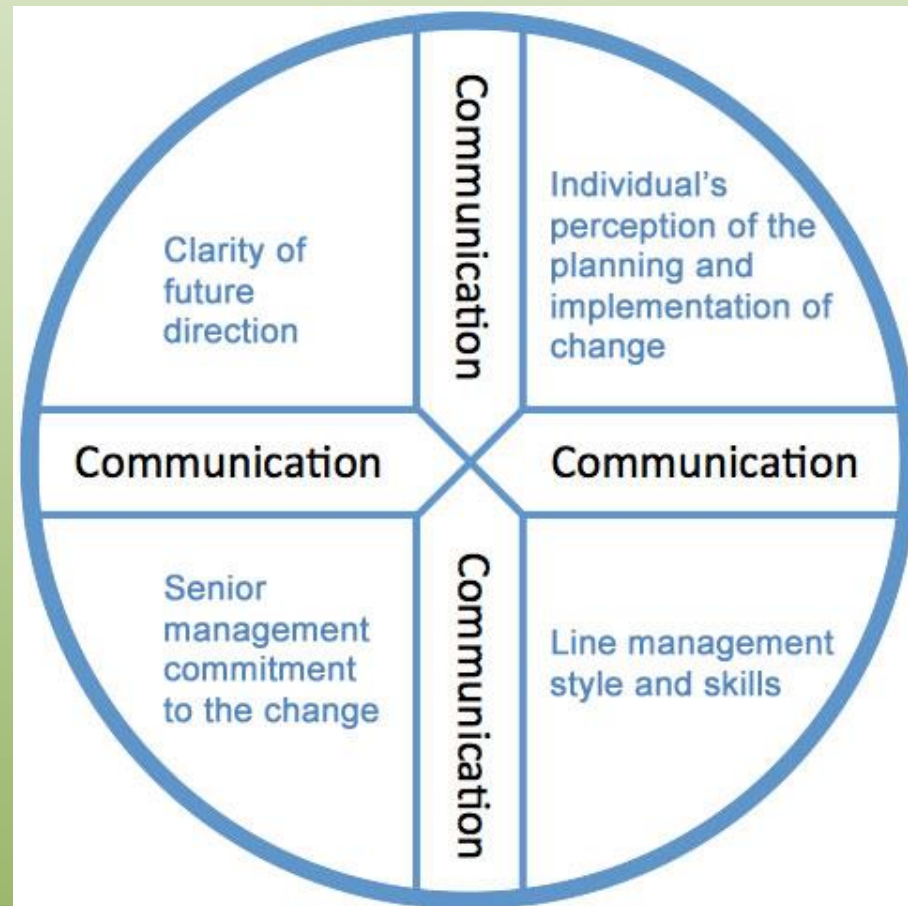 Communication
Clarity of
future
direction
Individual's
perception of the
planning and
implementation of
change
Communication
Communication
Senior
management
commitment
to the change
Communication
Line management
style and skills